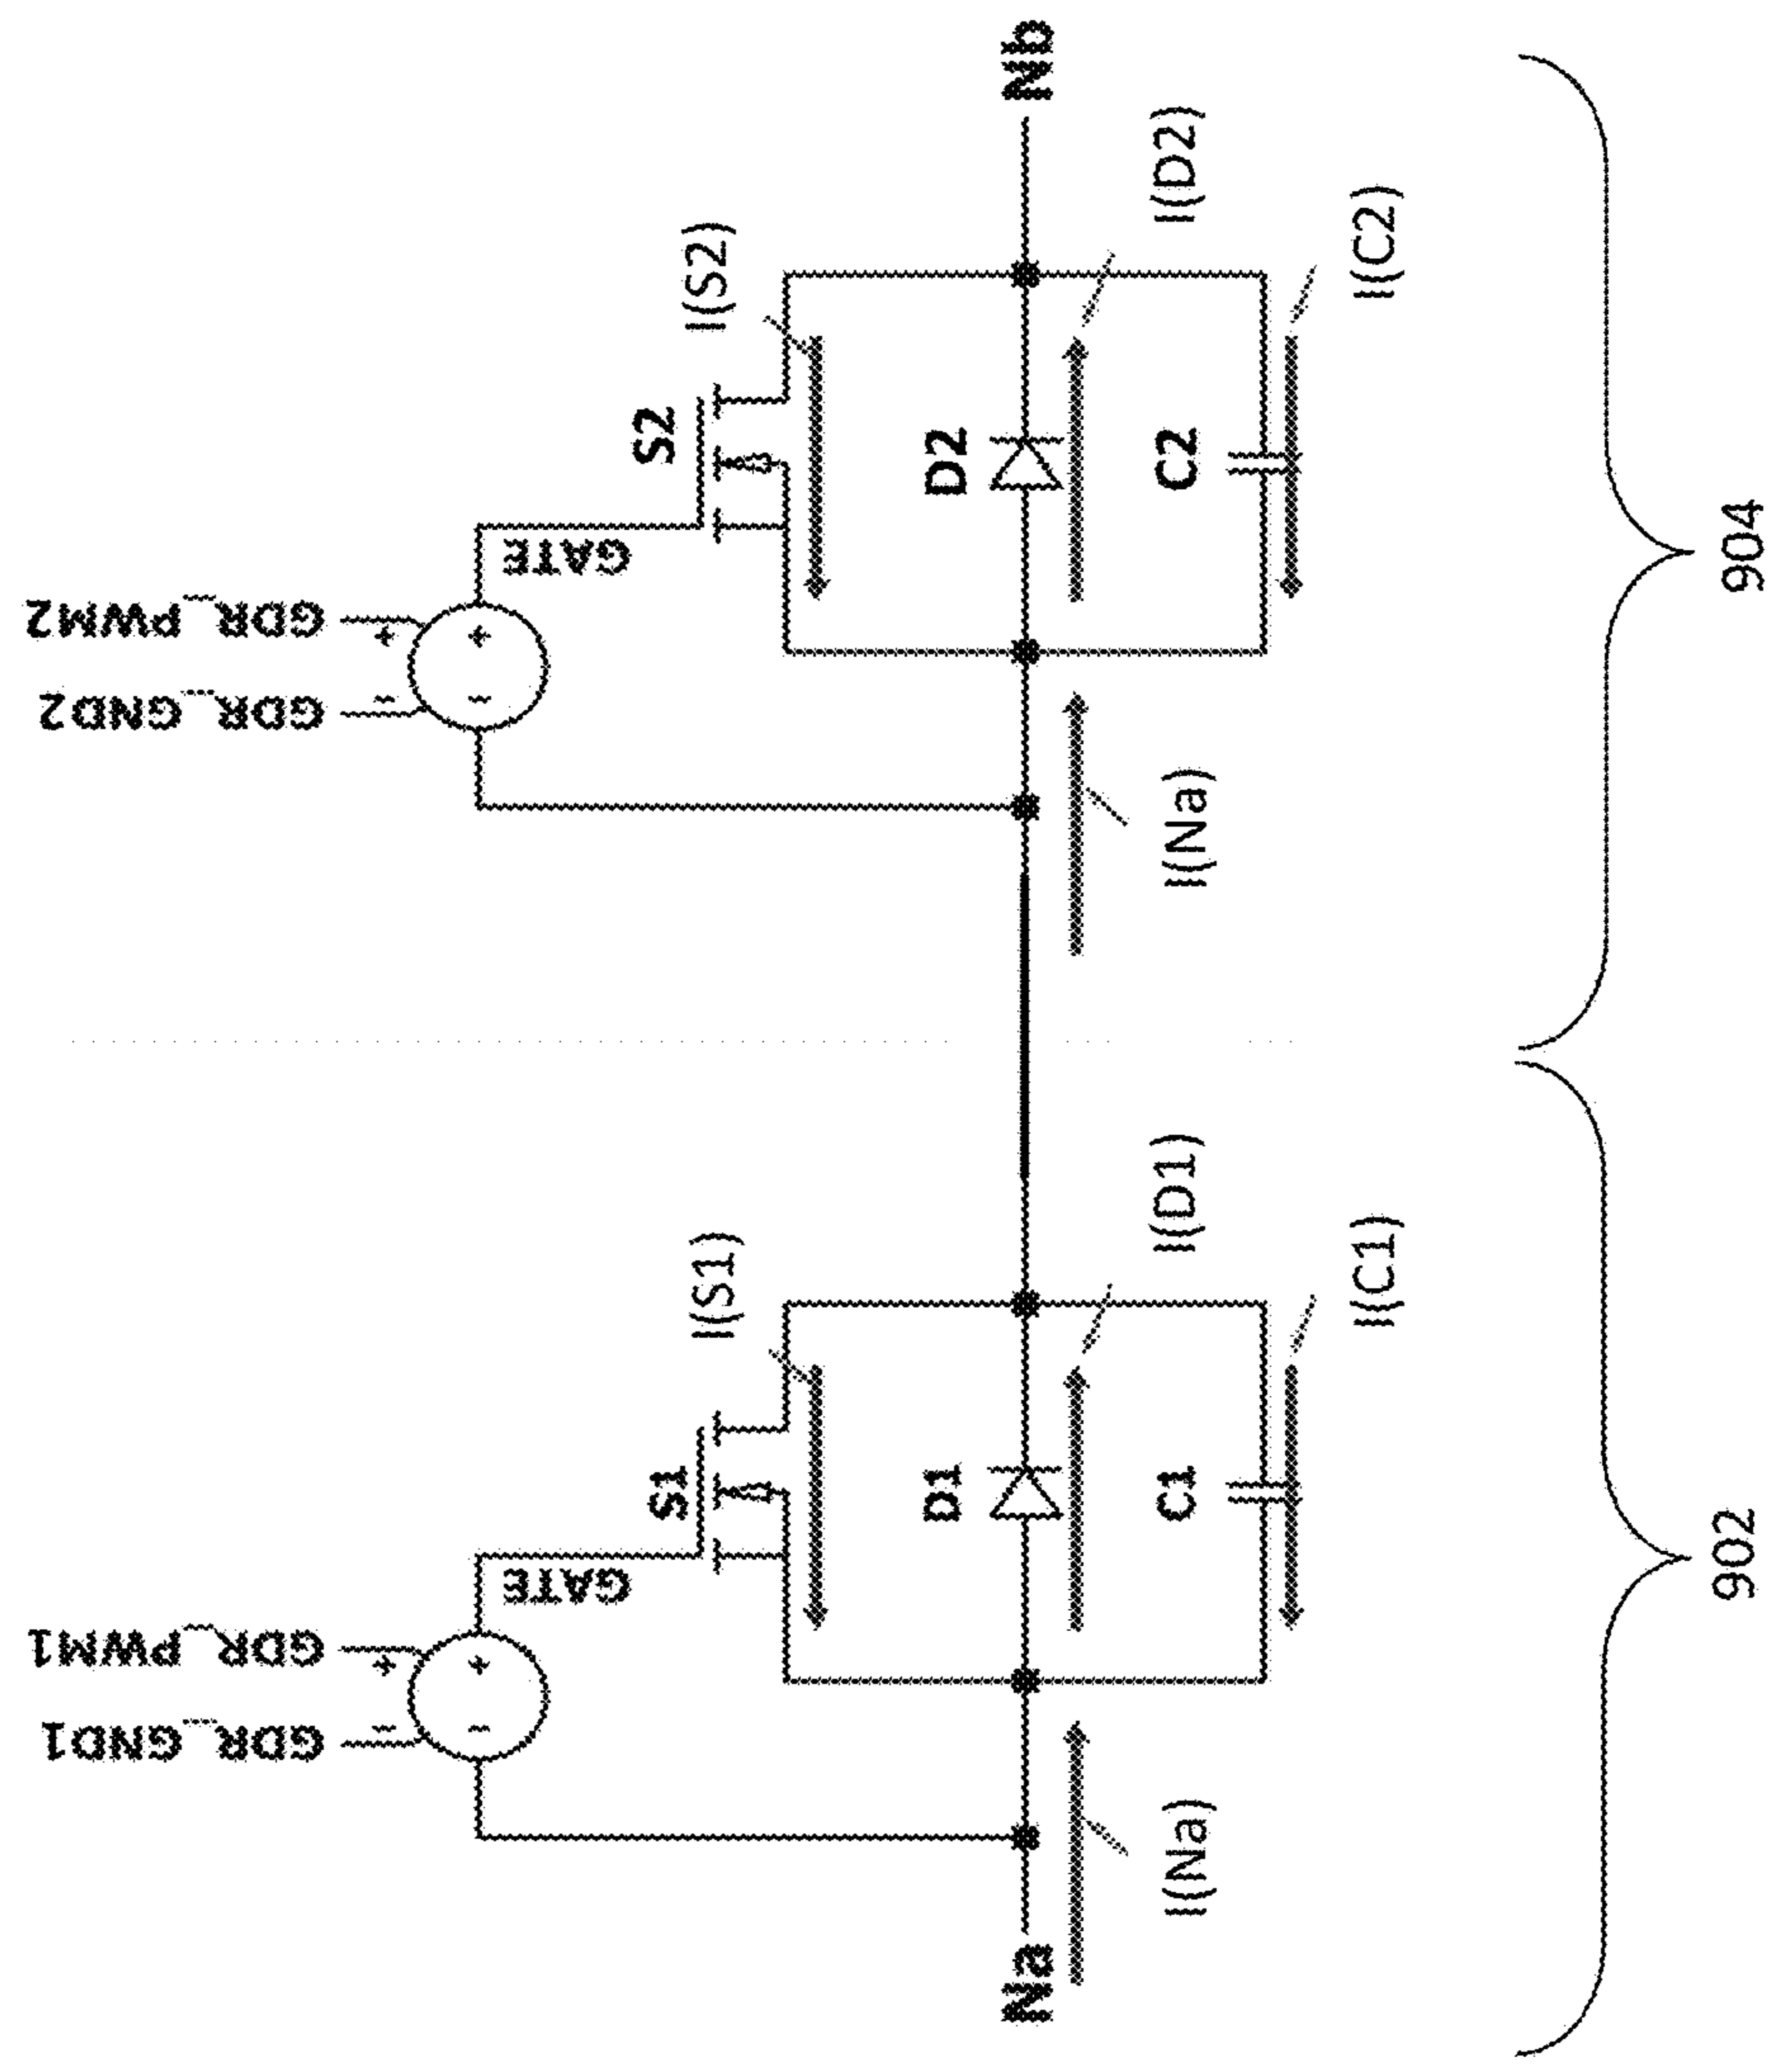 GDR_GND1
GDR_PWM1
GDR_GND2
GDR_PWM2
+
-
+
-
+
-
+
-
GATE
GATE
S1
I(S1)
S2
I(S2)
D1
D2
Na
Nb
I(Na)
C1
I(D1)
I(Na)
C2
I(D2)
I(C1)
I(C2)
902
904